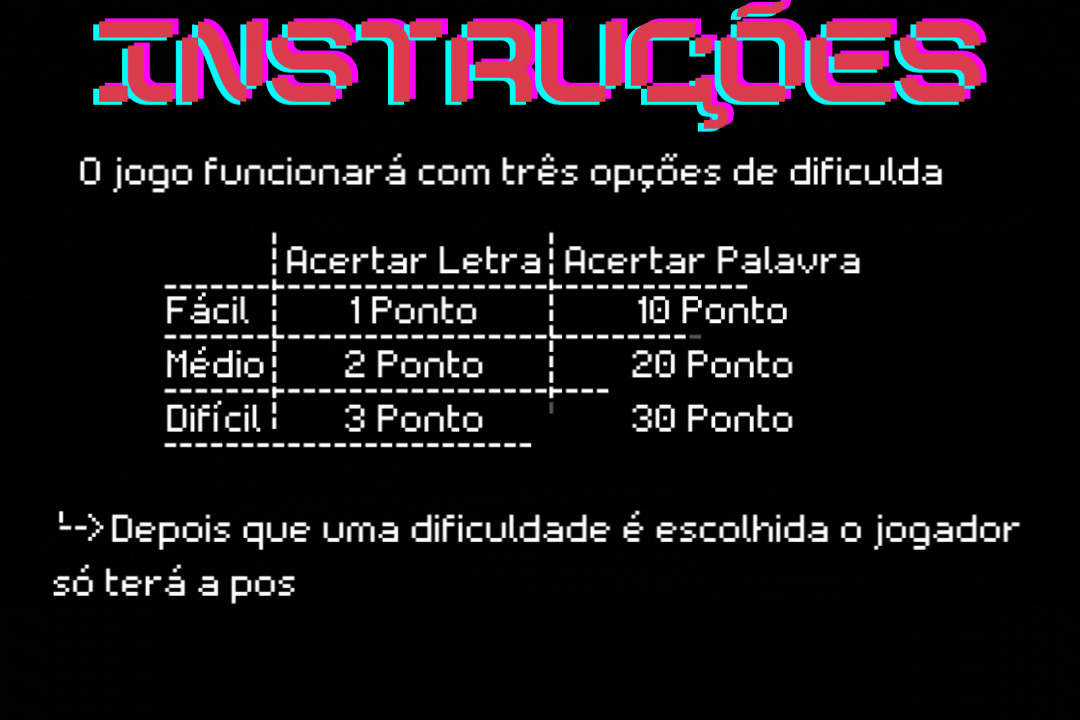 INSTRUÇÕES
O jogo funcionará com três opções de dificulda
Acertar Letra Acertar Palavra
Fácil 1 Ponto 10 Ponto
Médio 2 Ponto 20 Ponto
Difícil 3 Ponto 30 Ponto
↳-> Depois que uma dificuldade é escolhida o jogador
só terá a pos